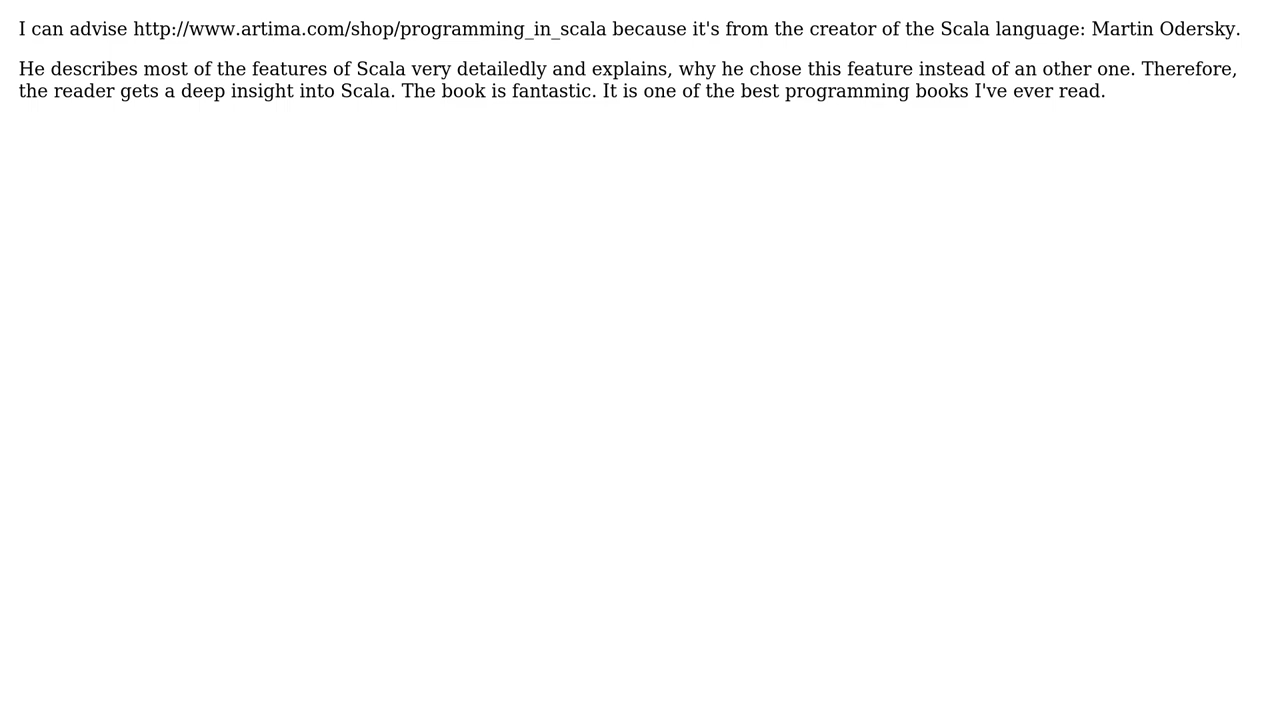 I can advise http://www.artima.com/shop/programming_in_scala because it's from the creator of the Scala language: Martin Odersky.
He describes most of the features of Scala very detailedly and explains, why he chose this feature instead of an other one. Therefore,
the reader gets a deep insight into Scala. The book is fantastic. It is one of the best programming books I've ever read.